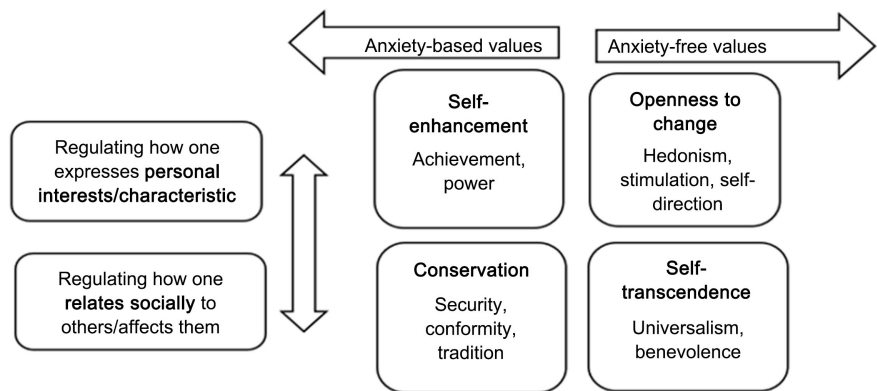 Anxiety-based values
Anxiety-free values
Self-
enhancement
Achievement,
power
Openness to
change
Hedonism,
stimulation, self-
direction
Regulating how one
expresses personal
interests/characteristic
Regulating how one
relates socially to
others/affects them
Conservation
Security,
conformity,
tradition
Self-
transcendence
Universalism,
benevolence